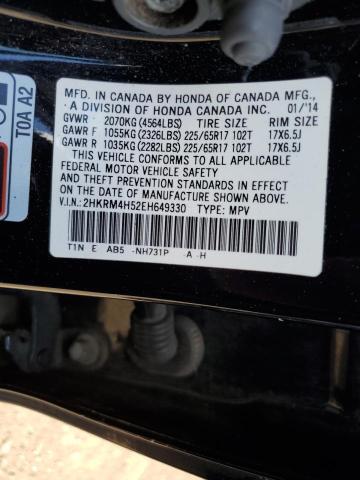 MFD. IN CANADA BY HONDA OF CANADA MFG.,
A DIVISION OF HONDA CANADA INC. 01/'14
GVWR 2070KG (4564LBS) TIRE SIZE RIM SIZE
GAWR F 1055KG (2326LBS) 225/65R17 102T 17X6.5J
GAWR R 1035KG (2282LBS) 225/65R17 102T 17X6.5J
THIS VEHICLE CONFORMS TO ALL APPLICABLE
FEDERAL MOTOR VEHICLE SAFETY
AND THEFT PREVENTION STANDARDS IN EFFECT
ON THE DATE OF MANUFACTURE SHOWN ABOVE.
V.I.N.: 2HKRM4H52EH649330 TYPE: MPV
T1N E AB5 -NH731P -A -H
T0A A2